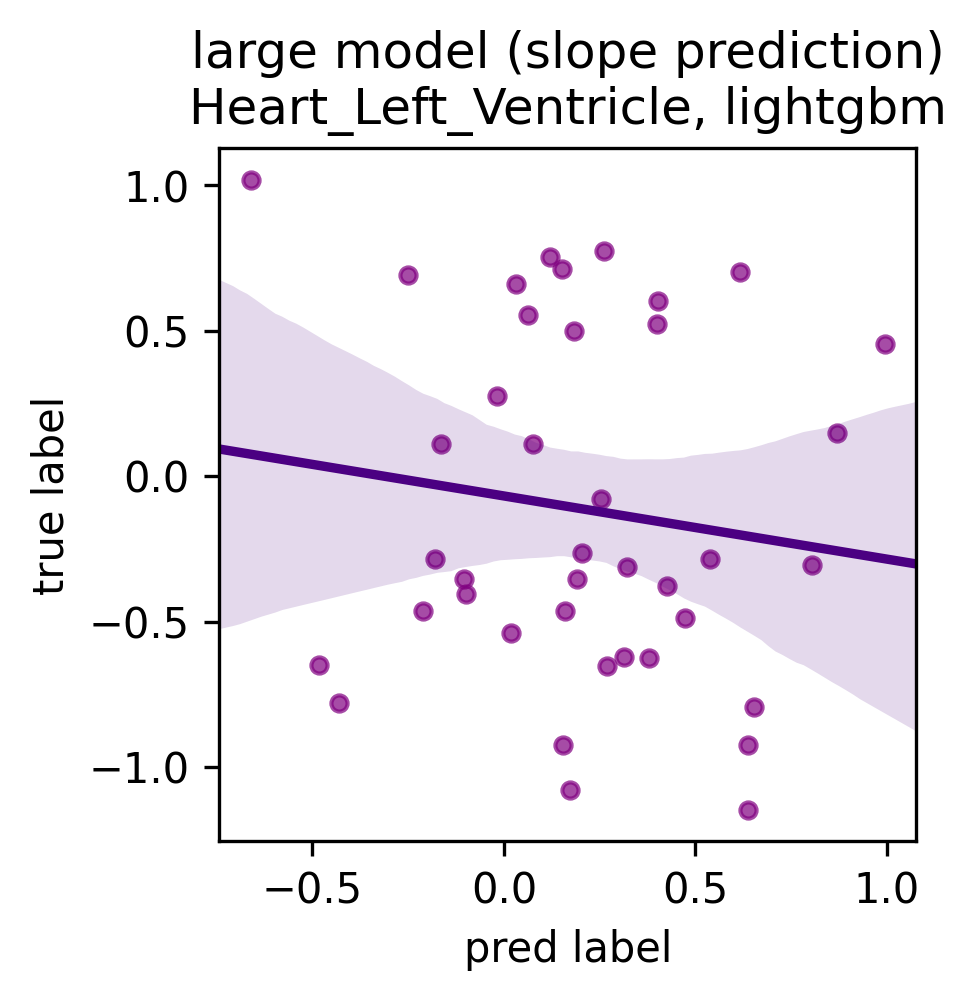 large model (slope prediction)
Heart_Left_Ventricle, lightgbm
1.0
0.5
0.0
−0.5
−1.0
true label
−0.5
0.0
0.5
1.0
pred label